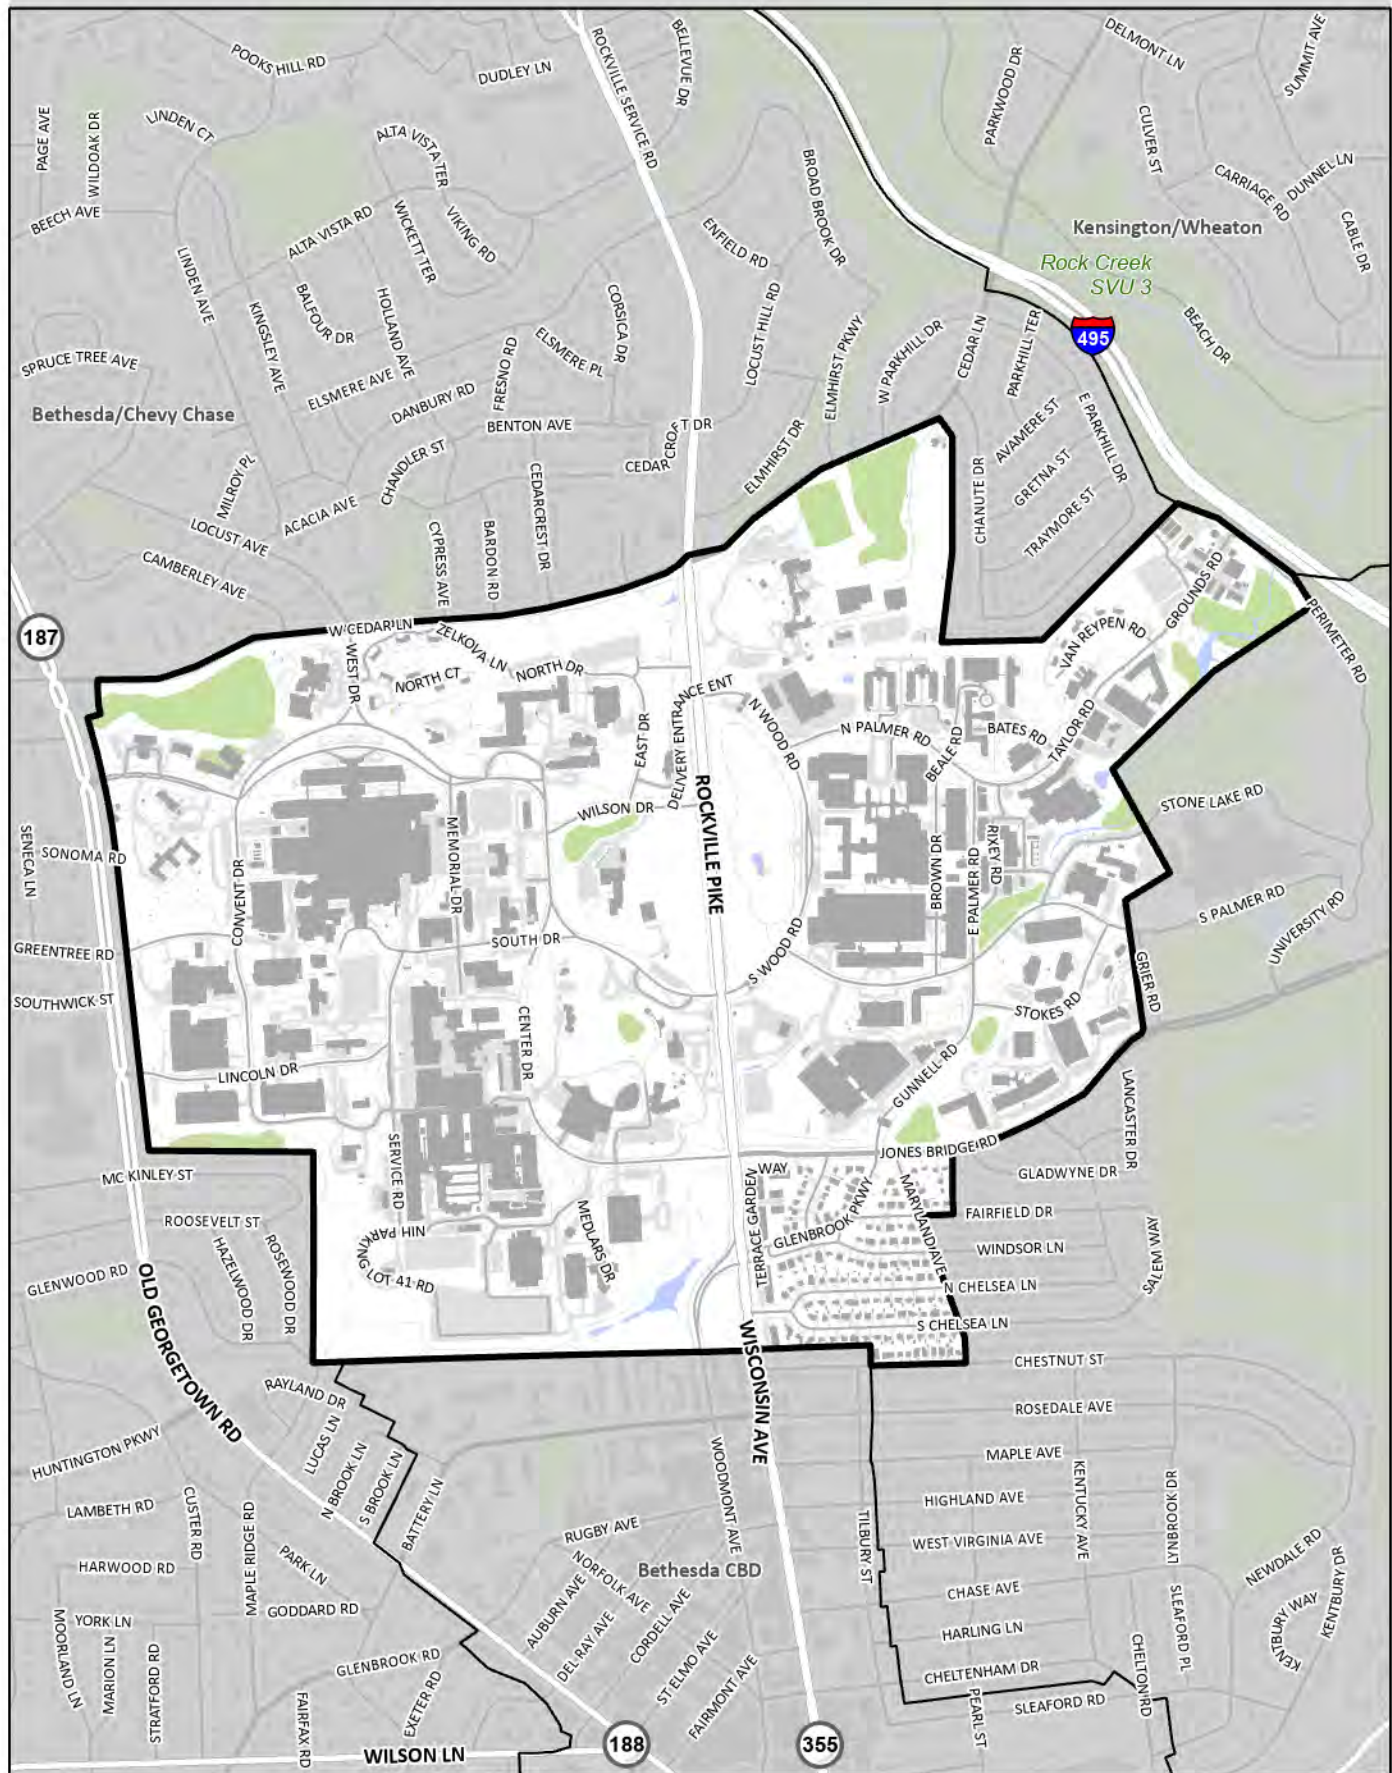 POOKS HILL RD
DUDLEY LN
ROCKVILLE SERVICE RD
BELLEVUE DR
PARKWOOD DR
DELMONT LN
SUMMIT AVE
PAGE AVE
WILDOAK DR
LINDEN CT
ALTA VISTA TER
CULVER ST
CARRIAGE RD
DUNNEL LN
CABLE DR
BEECH AVE
ALTA VISTA RD
WICKETT TER
VIKING RD
BROAD BROOK DR
ENFIELD RD
Kensington/Wheaton
Rock Creek
SVU 3
LINDEN AVE
KINGSLEY AVE
BALFOUR DR
HOLLAND AVE
CORSICA DR
LOCUST HILL RD
ELMHIRST PKWY
W PARKHILL DR
CEDAR LN
PARKHILL TER
495
BEACH DR
SPRUCE TREE AVE
ELSMERE AVE
DANBURY RD
FRESNO RD
ELSMERE PL
Bethesda/Chevy Chase
BENTON AVE
CEDARCROFT DR
ELMHIRST DR
AVAMERE ST
E PARKHILL DR
CHANDLER ST
MILROY PL
ACACIA AVE
CEDARCREST DR
CHANUTE DR
GRETNA ST
TRAYMORE ST
LOCUST AVE
CAMBERLEY AVE
CYPRESS AVE
BARDON RD
187
W CEDAR LN
ZELKOVA LN
WEST DR
NORTH CT
NORTH DR
GROUNDS RD
VAN REYPEN RD
PERIMETER RD
DELIVERY ENTRANCE ENT
N WOOD RD
EAST DR
N PALMER RD
BEALE RD
BATES RD
TAYLOR RD
ROCKVILLE PIKE
WILSON DR
STONE LAKE RD
SENECA LN
SONOMA RD
MEMORIAL DR
CONVENT DR
BROWN DR
E PALMER RD
RIXEY RD
S PALMER RD
UNIVERSITY RD
GREENTREE RD
SOUTH DR
S WOOD RD
GRIER RD
SOUTHWICK ST
CENTER DR
STOKES RD
LINCOLN DR
GUNNELL RD
LANCASTER DR
SERVICE RD
JONES BRIDGE RD
MC KINLEY ST
WAY
TERRACE GARDEN
GLADWYNE DR
ROOSEVELT ST
NIH PARKING LOT 41 RD
MEDLARS DR
GLENBROOK PKWY
MARYLAND AVE
FAIRFIELD DR
WINDSOR LN
SALEM WAY
GLENWOOD RD
HAZELWOOD DR
ROSEWOOD DR
N CHELSEA LN
S CHELSEA LN
OLD GEORGETOWN RD
WISCONSIN AVE
CHESTNUT ST
RAYLAND DR
ROSEDALE AVE
HUNTINGTON PKWY
LUCAS LN
N BROOK LN
S BROOK LN
BATTERY LN
WOODMONT AVE
MAPLE AVE
KENTUCKY AVE
LYNBROOK DR
LAMBETH RD
CUSTER RD
MAPLE RIDGE RD
HIGHLAND AVE
RUGBY AVE
TILBURY ST
WEST VIRGINIA AVE
HARWOOD RD
PARK LN
NORFOLK AVE
Bethesda CBD
NEWDALE RD
KENTBURY DR
CHASE AVE
YORK LN
GODDARD RD
AUBURN AVE
CORDELL AVE
DEL RAY AVE
HARLING LN
SLEAFORD PL
KENTBURY WAY
MOORLAND LN
MARION LN
STRATFORD RD
GLENBROOK RD
EXETER RD
ST ELMO AVE
FAIRMONT AVE
CHELTENHAM DR
CHELTON RD
FAIRFAX RD
PEARL ST
SLEAFORD RD
WILSON LN
188
355